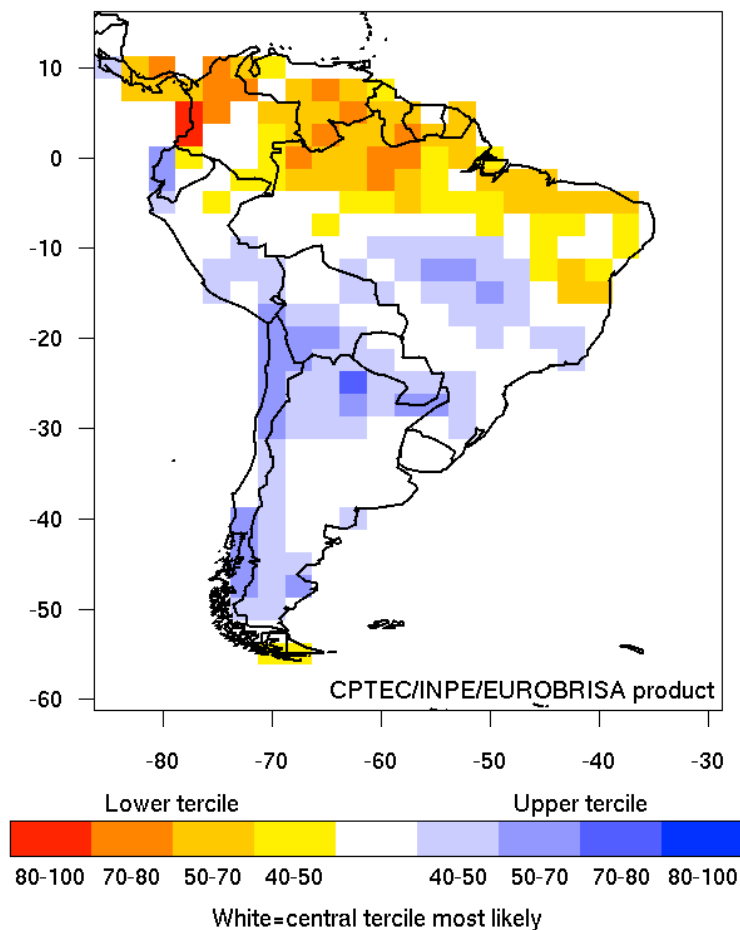 10
0
-10
-20
-30
-40
-50
-60
CPTEC/INPE/EUROBRISA product
-80 -70 -60 -50 -40 -30
Lower tercile Upper tercile
80-100 70-80 50-70 40-50 40-50 50-70 70-80 80-100
White=central tercile most likely